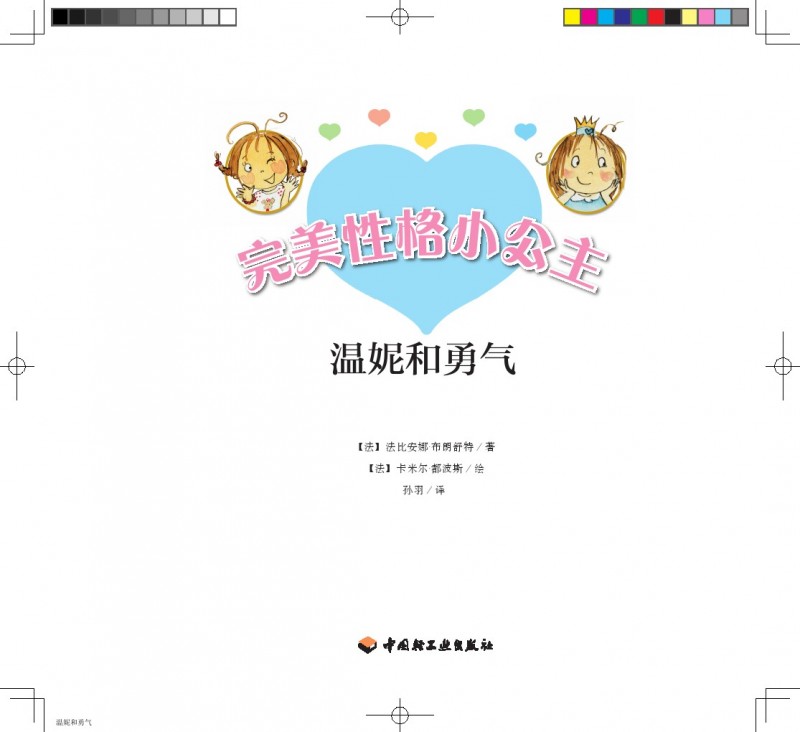 完美性格小公主
温妮和勇气
【法】法比安娜·布朗舒特／著
【法】卡米尔·都波斯／绘
孙羽／译
中国轻工业出版社
温妮和勇气